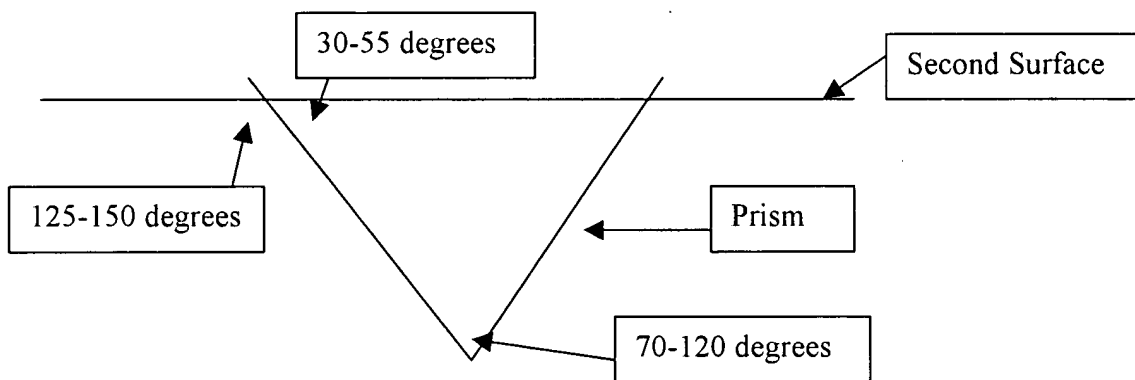 30-55 degrees
Second Surface
125-150 degrees
Prism
70-120 degrees